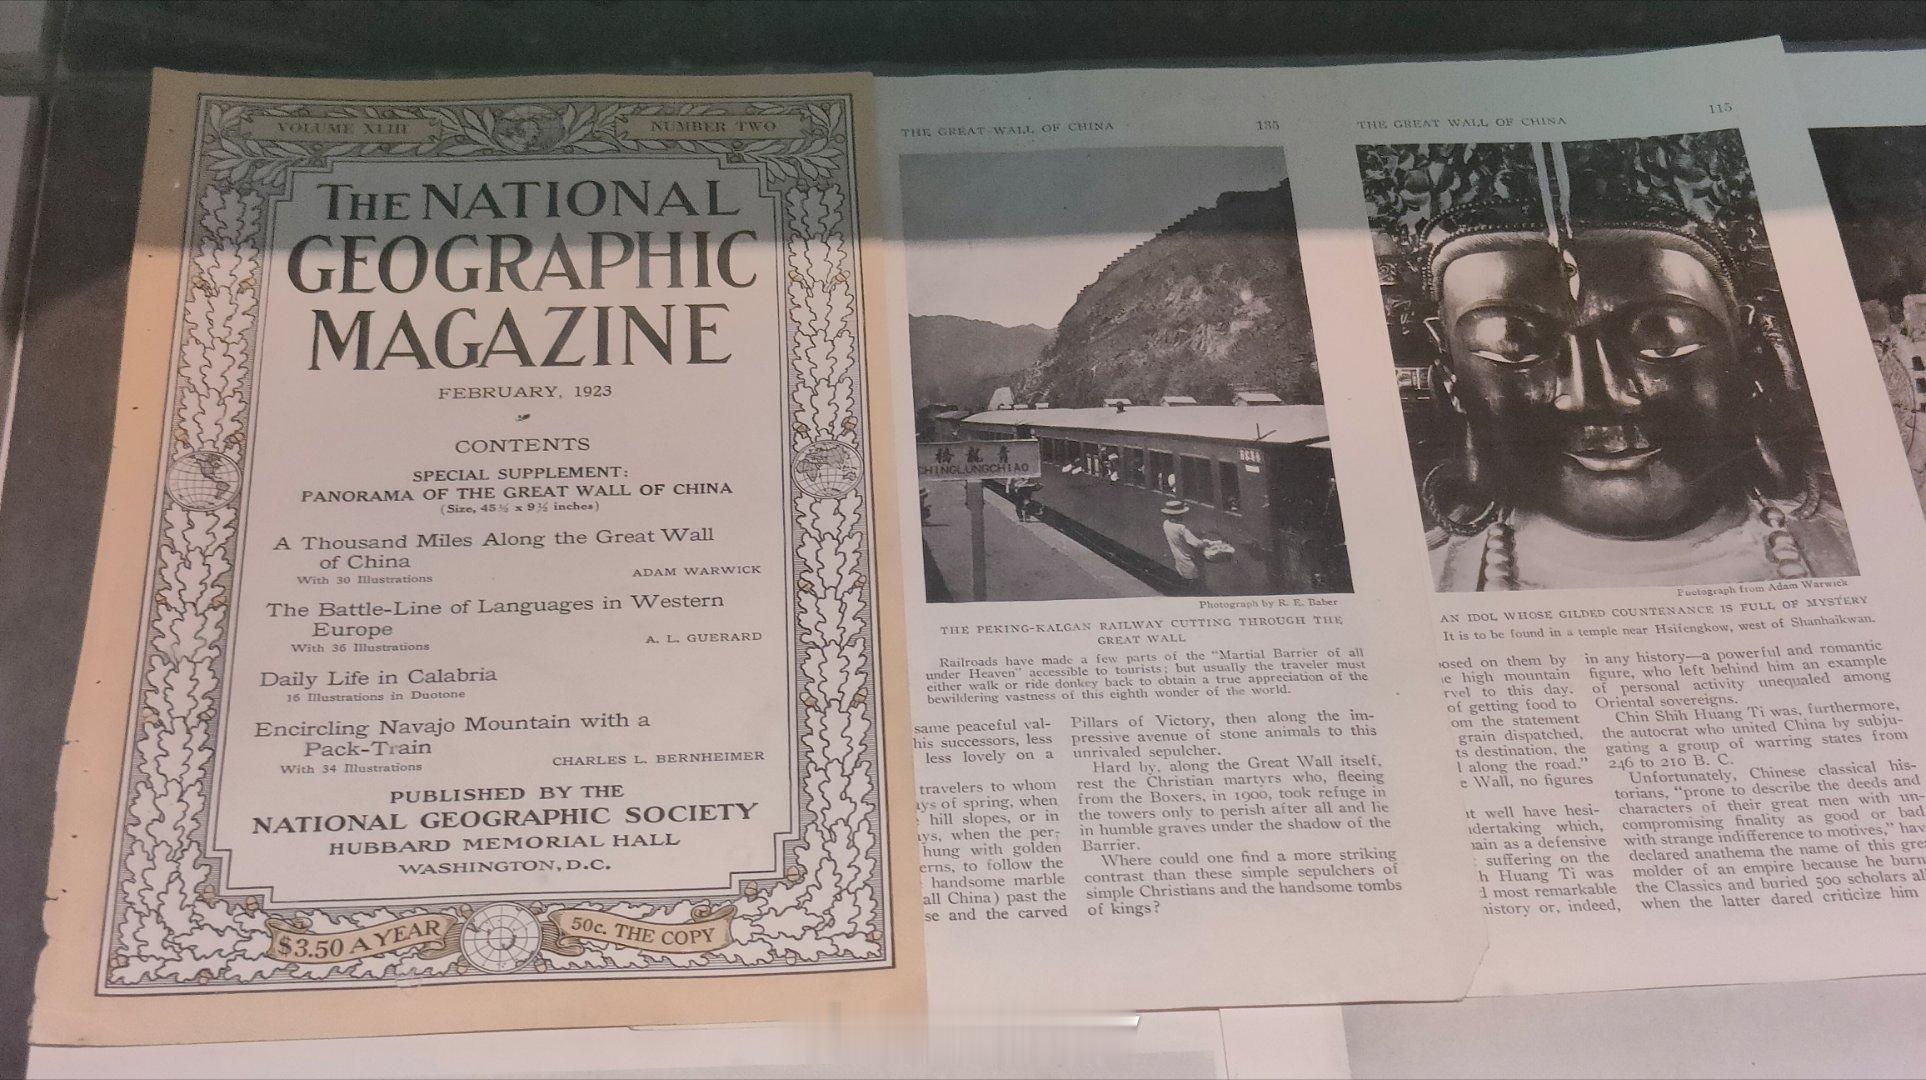 VOLUME XLIII
NUMBER TWO
THE NATIONAL
GEOGRAPHIC
MAGAZINE
FEBRUARY, 1923
CONTENTS
SPECIAL SUPPLEMENT:
PANORAMA OF THE GREAT WALL OF CHINA
(Size, 45½ x 9½ inches)
A Thousand Miles Along the Great Wall
of China
With 30 Illustrations
ADAM WARWICK
The Battle-Line of Languages in Western
Europe
With 36 Illustrations
A. L. GUERARD
Daily Life in Calabria
16 Illustrations in Duotone
Encircling Navajo Mountain with a
Pack-Train
With 34 Illustrations
CHARLES L. BERNHEIMER
PUBLISHED BY THE
NATIONAL GEOGRAPHIC SOCIETY
HUBBARD MEMORIAL HALL
WASHINGTON, D.C.
$3.50 A YEAR
50c. THE COPY
THE GREAT WALL OF CHINA
135
橋龍青
CHINGLUNGCHIAO
Photograph by R. E. Baber
THE PEKING-KALGAN RAILWAY CUTTING THROUGH THE
GREAT WALL
Railroads have made a few parts of the "Martial Barrier of all
under Heaven" accessible to tourists; but usually the traveler must
either walk or ride donkey back to obtain a true appreciation of the
bewildering vastness of this eighth wonder of the world.
same peaceful val-
his successors, less
less lovely on a
travelers to whom
ys of spring, when
hill slopes, or in
ys, when the per-
hung with golden
erns, to follow the
handsome marble
all China) past the
se and the carved
Pillars of Victory, then along the im-
pressive avenue of stone animals to this
unrivaled sepulcher.
Hard by, along the Great Wall itself,
rest the Christian martyrs who, fleeing
from the Boxers, in 1900, took refuge in
the towers only to perish after all and lie
in humble graves under the shadow of the
Barrier.
Where could one find a more striking
contrast than these simple sepulchers of
simple Christians and the handsome tombs
of kings?
THE GREAT WALL OF CHINA
115
Photograph from Adam Warwick
AN IDOL WHOSE GILDED COUNTENANCE IS FULL OF MYSTERY
It is to be found in a temple near Hsifengkow, west of Shanhaikwan.
osed on them by
e high mountain
rvel to this day.
of getting food to
om the statement
grain dispatched,
ts destination, the
l along the road."
e Wall, no figures
t well have hesi-
dertaking which,
ain as a defensive
suffering on the
h Huang Ti was
d most remarkable
history or, indeed,
in any history—a powerful and romantic
figure, who left behind him an example
of personal activity unequaled among
Oriental sovereigns.
Chin Shih Huang Ti was, furthermore,
the autocrat who united China by subju-
gating a group of warring states from
246 to 210 B. C.
Unfortunately, Chinese classical his-
torians, "prone to describe the deeds and
characters of their great men with un-
compromising finality as good or bad
with strange indifference to motives," hav
declared anathema the name of this gre
molder of an empire because he burn
the Classics and buried 500 scholars al
when the latter dared criticize him